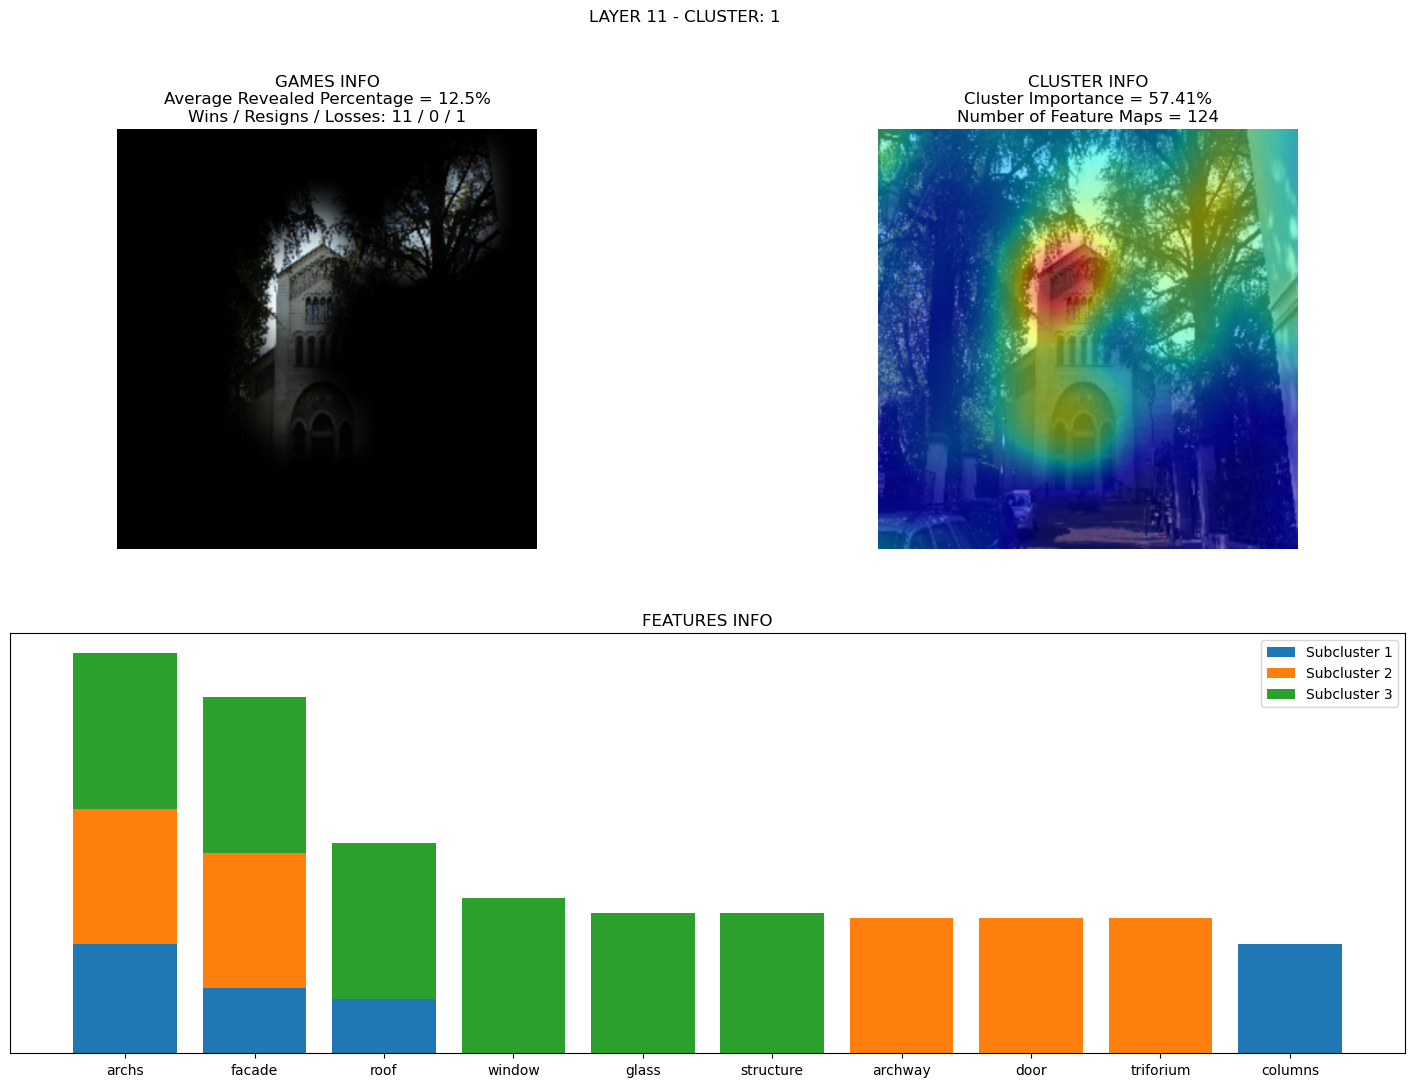 LAYER 11 - CLUSTER: 1
GAMES INFO
Average Revealed Percentage = 12.5%
Wins / Resigns / Losses: 11 / 0 / 1
CLUSTER INFO
Cluster Importance = 57.41%
Number of Feature Maps = 124
FEATURES INFO
Subcluster 1
Subcluster 2
Subcluster 3
archs facade roof window glass structure archway door triforium columns